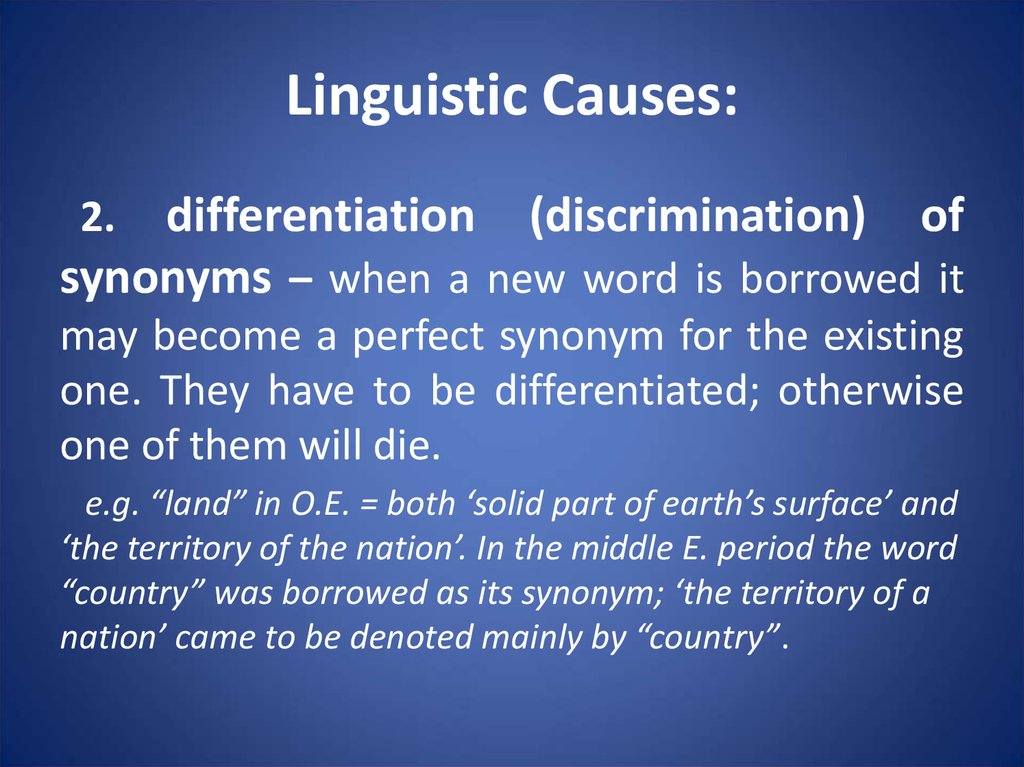 Linguistic Causes:
2. differentiation (discrimination) of
synonyms – when a new word is borrowed it
may become a perfect synonym for the existing
one. They have to be differentiated; otherwise
one of them will die.
e.g. “land” in O.E. = both ‘solid part of earth’s surface’ and
‘the territory of the nation’. In the middle E. period the word
“country” was borrowed as its synonym; ‘the territory of a
nation’ came to be denoted mainly by “country”.